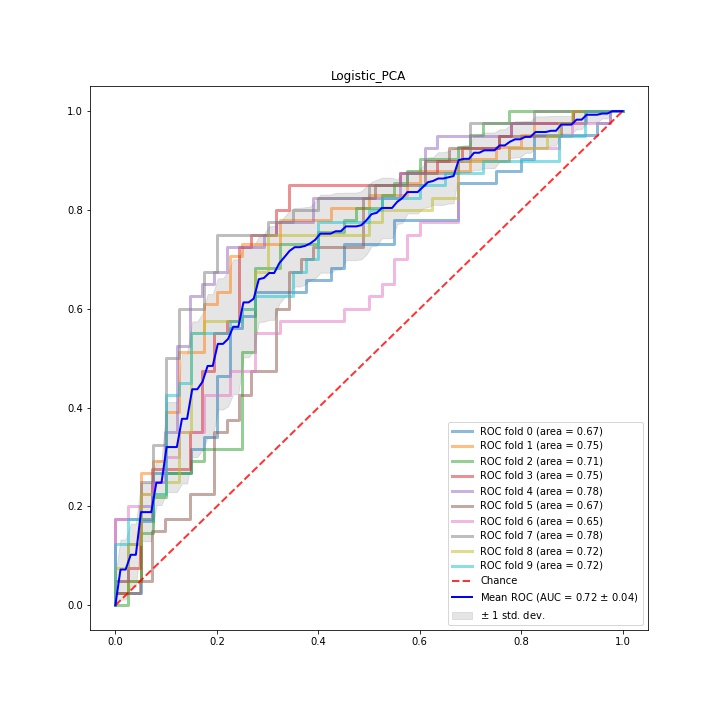 Logistic_PCA
1.0
0.8
0.6
0.4
0.2
0.0
0.0 0.2 0.4 0.6 0.8 1.0
ROC fold 0 (area = 0.67)
ROC fold 1 (area = 0.75)
ROC fold 2 (area = 0.71)
ROC fold 3 (area = 0.75)
ROC fold 4 (area = 0.78)
ROC fold 5 (area = 0.67)
ROC fold 6 (area = 0.65)
ROC fold 7 (area = 0.78)
ROC fold 8 (area = 0.72)
ROC fold 9 (area = 0.72)
Chance
Mean ROC (AUC = 0.72 ± 0.04)
± 1 std. dev.